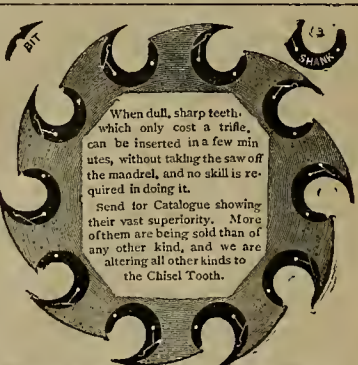 BIT
13
SHANK
When dull, sharp teeth,
which only cost a trifle,
can be inserted in a few min
utes, without taking the saw off
the mandrel, and no skill is re-
quired in doing it.
Send for Catalogue showing
their vast superiority. More
of them are being sold than of
any other kind, and we are
altering all other kinds to
the Chisel Tooth.